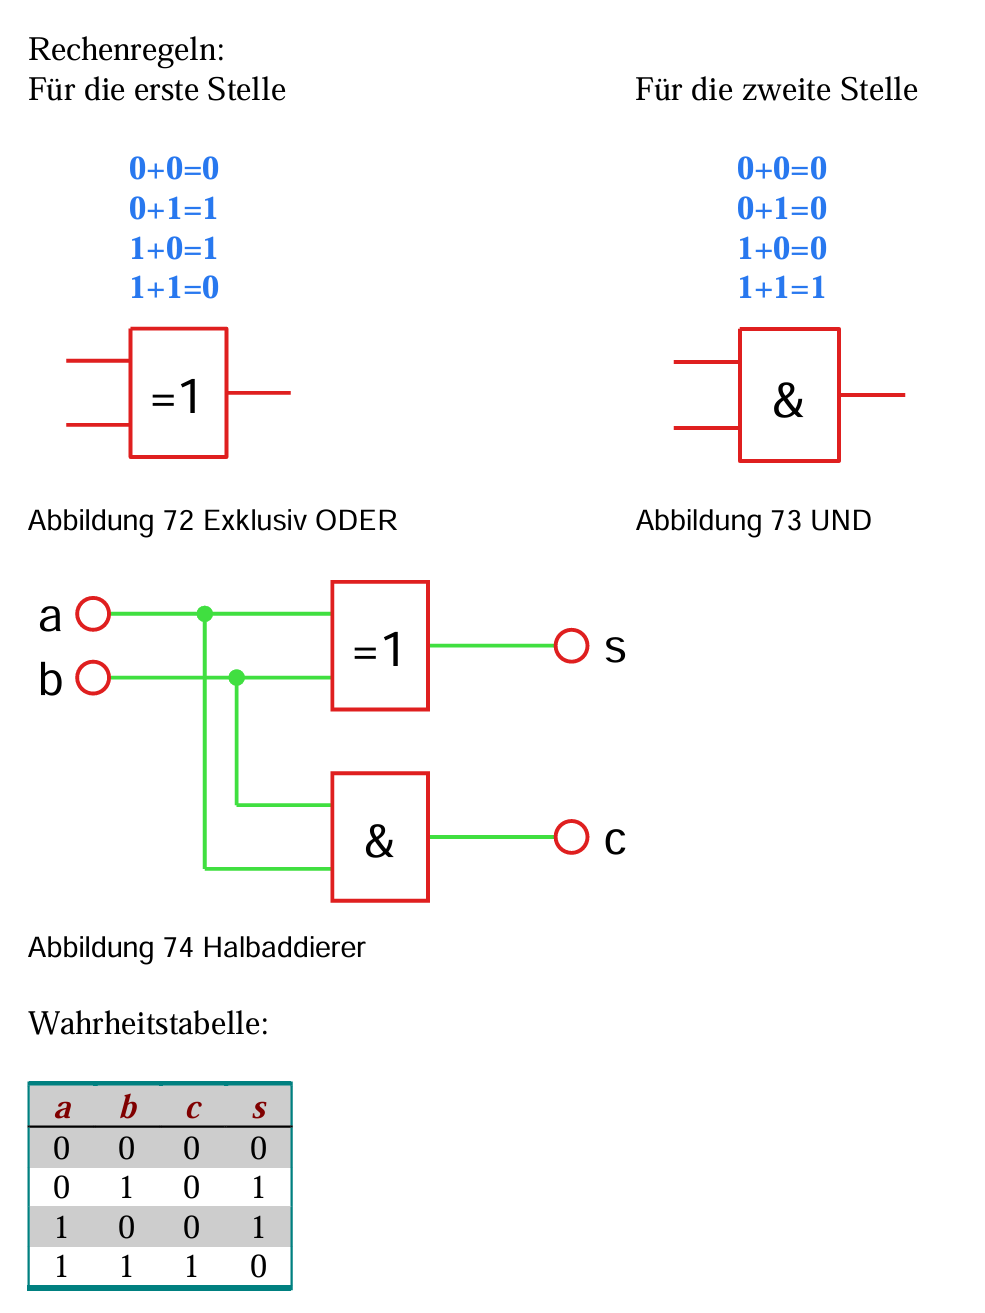 Rechenregeln:
Für die erste Stelle
Für die zweite Stelle
0+0=0
0+1=1
1+0=1
1+1=0
0+0=0
0+1=0
1+0=0
1+1=1
=1
&
Abbildung 72 Exklusiv ODER
Abbildung 73 UND
a
b
=1
s
&
c
Abbildung 74 Halbaddierer
Wahrheitstabelle:
a b c s
0 0 0 0
0 1 0 1
1 0 0 1
1 1 1 0